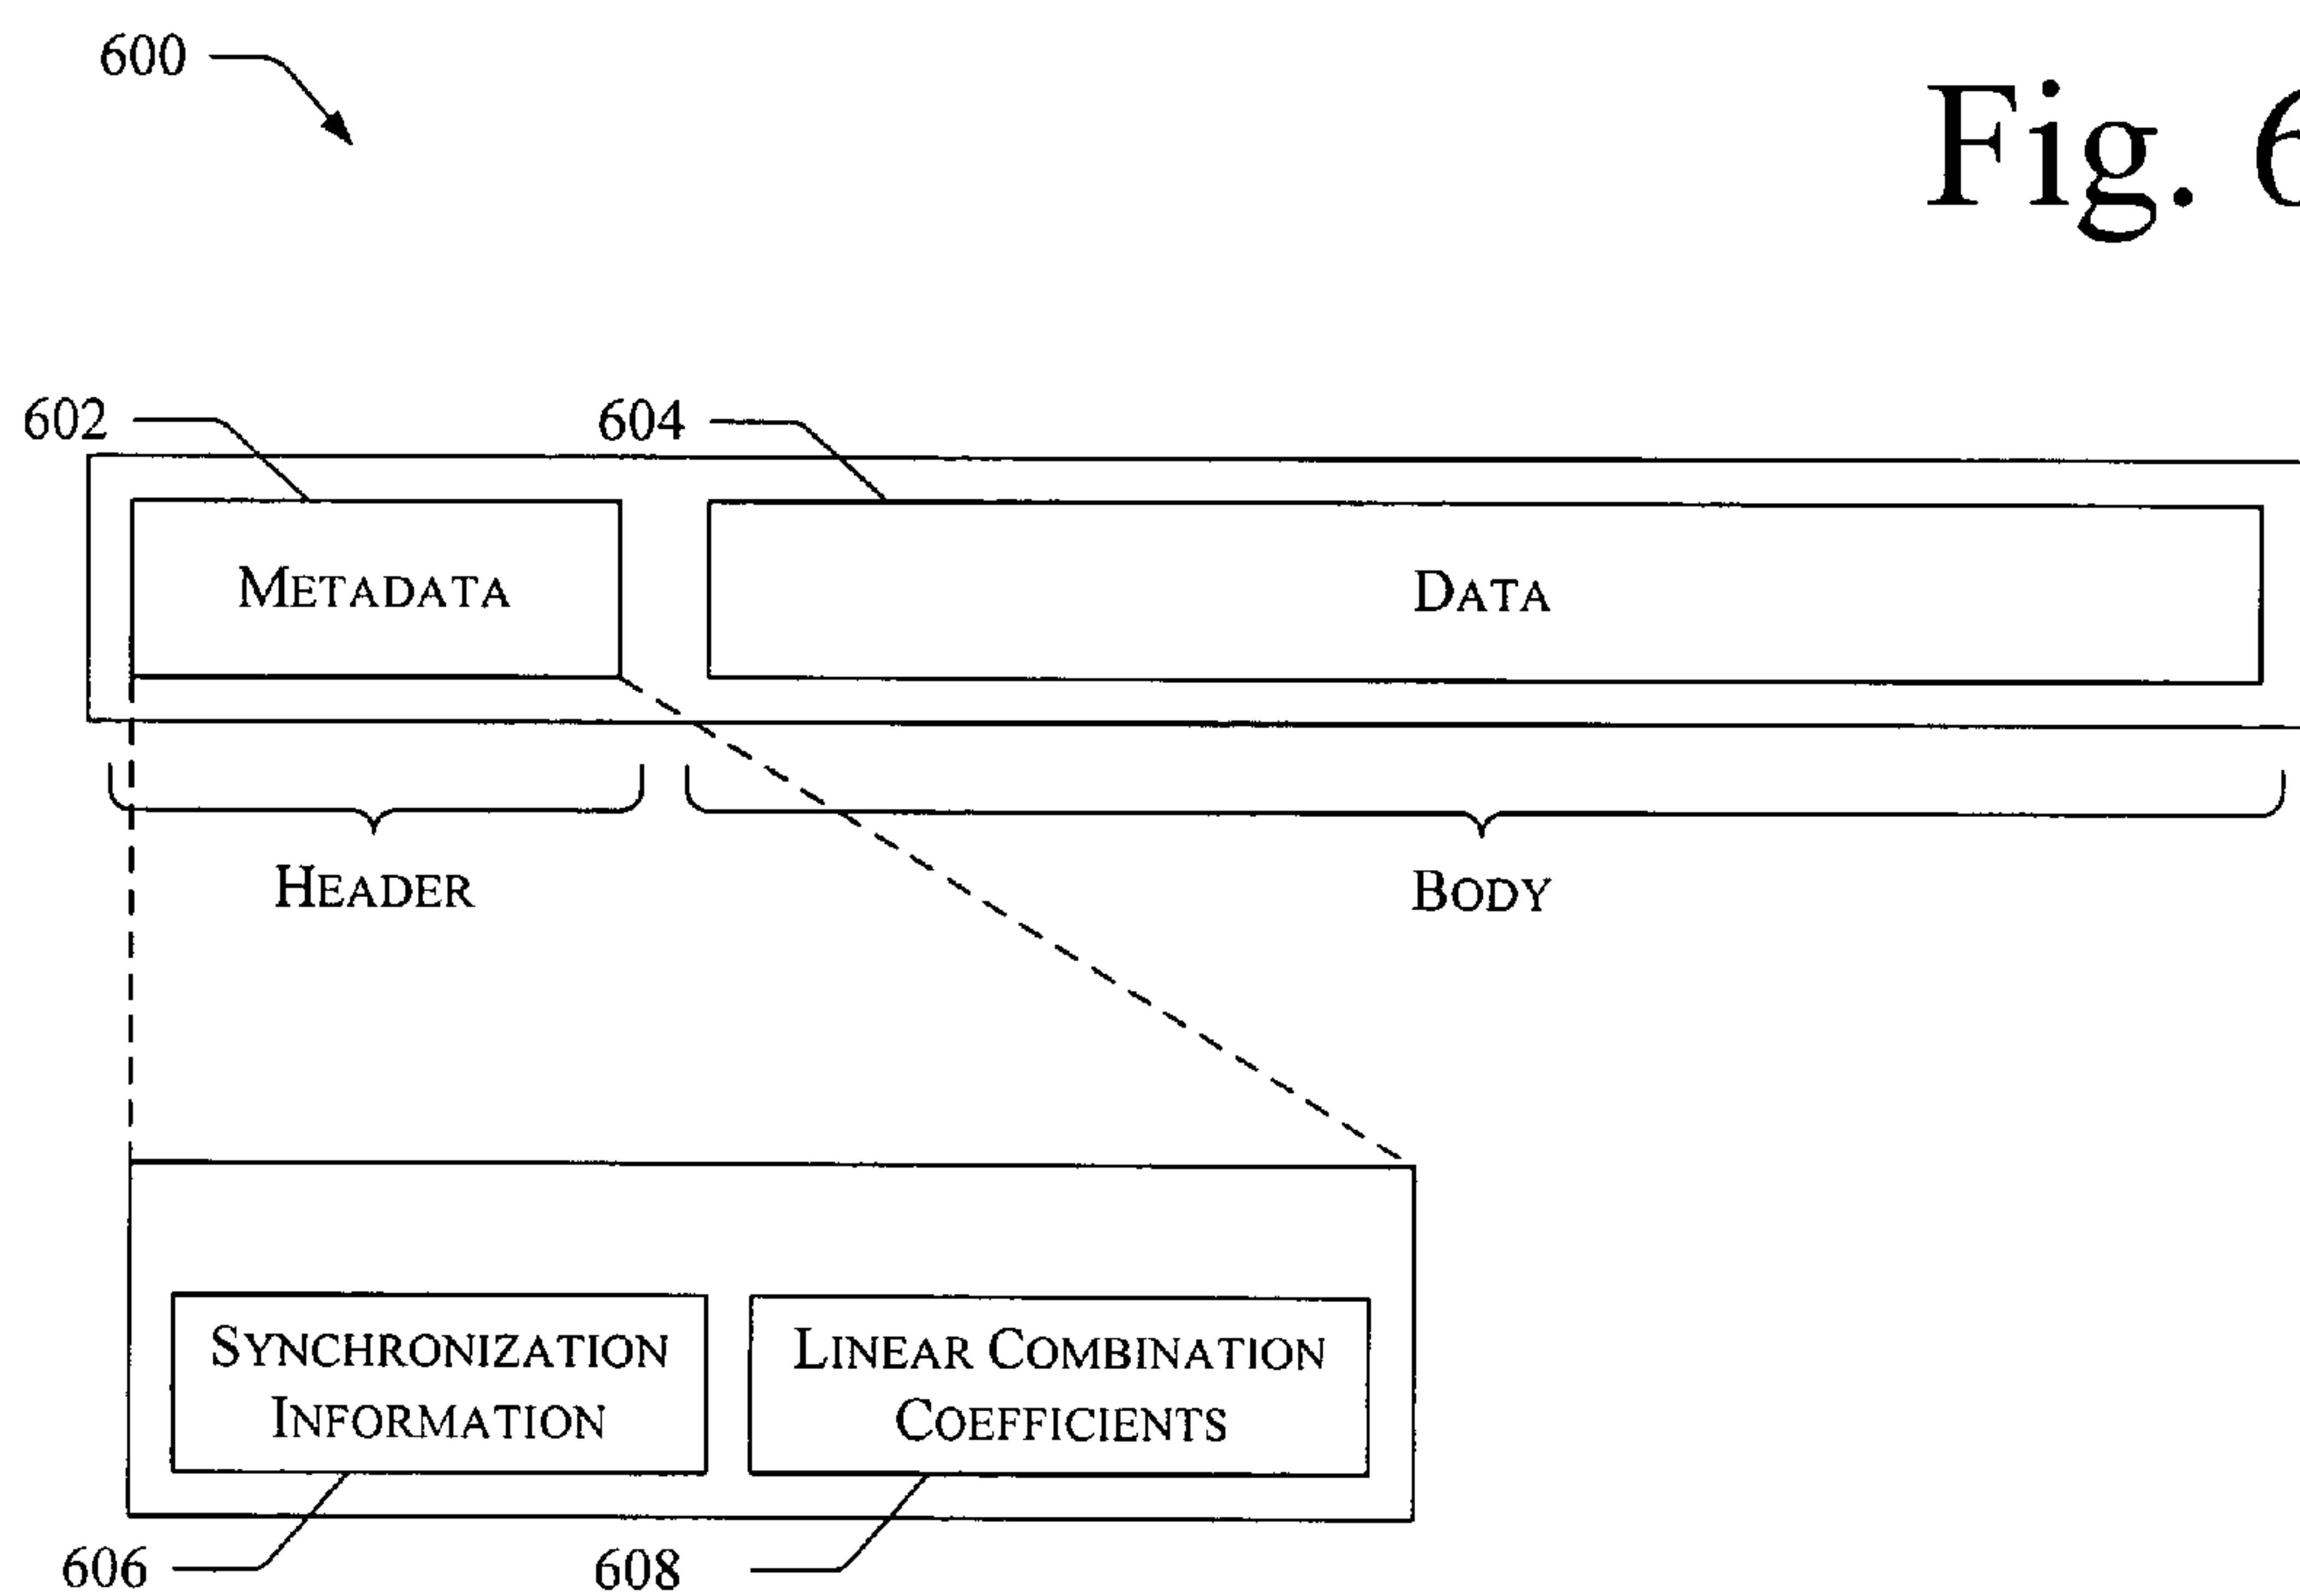 600
Fig. 6
602
604
METADATA
DATA
HEADER
BODY
SYNCHRONIZATION
INFORMATION
LINEAR COMBINATION
COEFFICIENTS
606
608